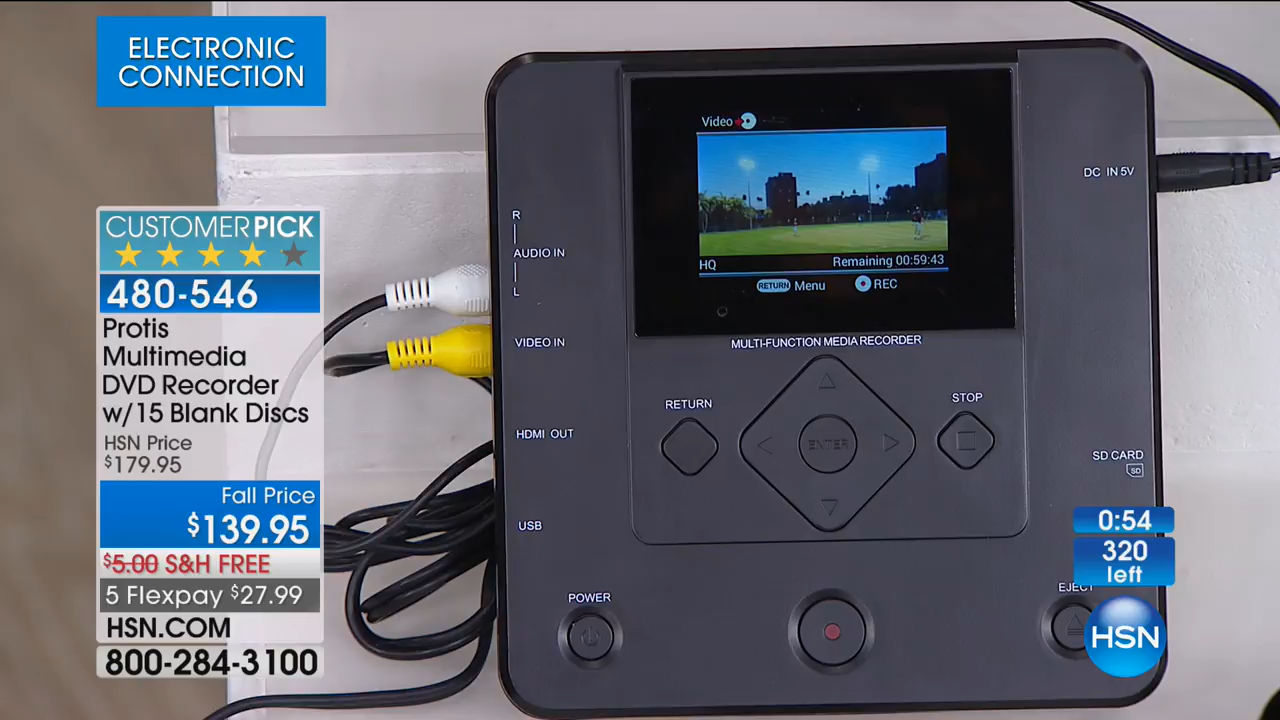 ELECTRONIC
CONNECTION
CUSTOMER PICK
480-546
Protis
Multimedia
DVD Recorder
w/15 Blank Discs
HSN Price
$179.95
Fall Price
$139.95
$5.00 S&H FREE
5 Flexpay $27.99
HSN.COM
800-284-3100
Video
HQ
Remaining 00:59:43
RETURN Menu
REC
MULTI-FUNCTION MEDIA RECORDER
R
AUDIO IN
L
VIDEO IN
HDMI OUT
USB
POWER
RETURN
ENTER
STOP
DC IN 5V
SD CARD
SD
EJECT
0:54
320
left
HSN